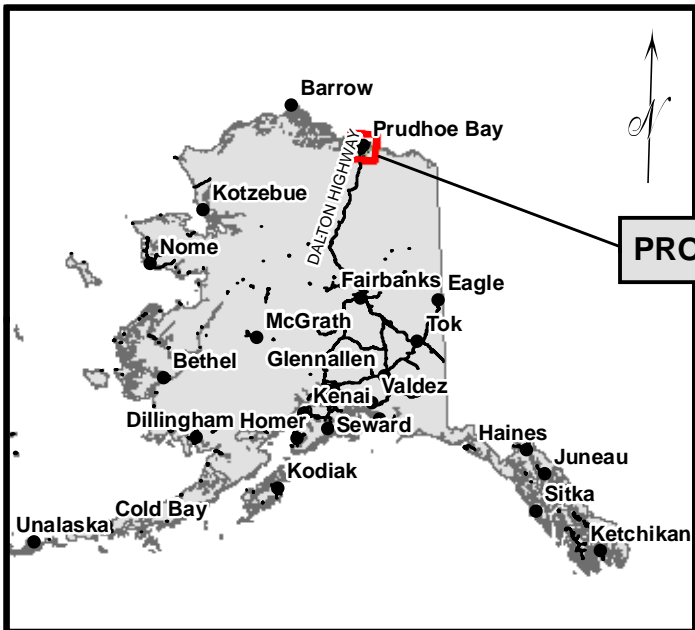 Barrow
Prudhoe Bay
N
DALTON HIGHWAY
Kotzebue
PRO
Nome
Fairbanks
Eagle
McGrath
Tok
Glennallen
Bethel
Valdez
Kenai
Dillingham
Homer
Seward
Haines
Juneau
Kodiak
Sitka
Cold Bay
Unalaska
Ketchikan